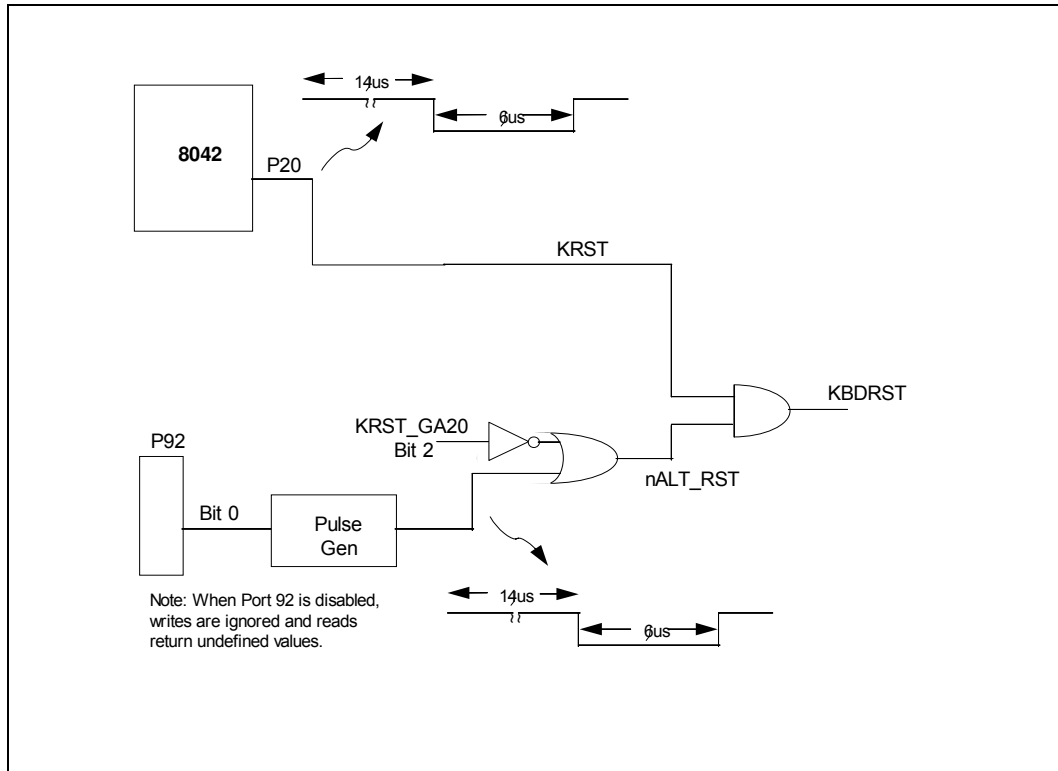 14us
6us
8042
P20
KRST
KBDRST
KRST_GA20
Bit 2
nALT_RST
P92
Bit 0
Pulse
Gen
14us
6us
Note: When Port 92 is disabled,
writes are ignored and reads
return undefined values.